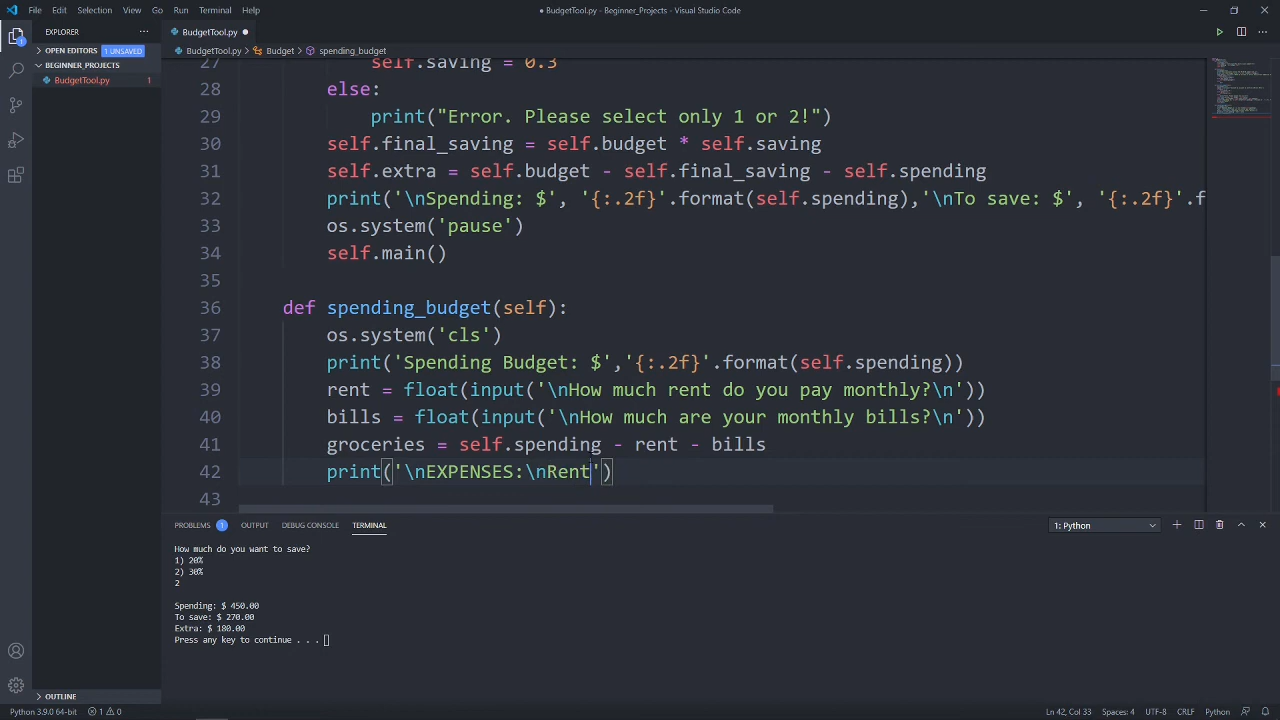 File Edit Selection View Go Run Terminal Help
● BudgetTool.py - Beginner_Projects - Visual Studio Code
EXPLORER
OPEN EDITORS 1 UNSAVED
BEGINNER_PROJECTS
BudgetTool.py 1
OUTLINE
BudgetTool.py ●
BudgetTool.py > Budget > spending_budget
27 self.saving = 0.3
28 else:
29 print("Error. Please select only 1 or 2!")
30 self.final_saving = self.budget * self.saving
31 self.extra = self.budget - self.final_saving - self.spending
32 print('\nSpending: $', '{:.2f}'.format(self.spending),'\nTo save: $', '{:.2f}'.f
33 os.system('pause')
34 self.main()
35
36 def spending_budget(self):
37 os.system('cls')
38 print('Spending Budget: $','{:.2f}'.format(self.spending))
39 rent = float(input('\nHow much rent do you pay monthly?\n'))
40 bills = float(input('\nHow much are your monthly bills?\n'))
41 groceries = self.spending - rent - bills
42 print('\nEXPENSES:\nRent')
43
PROBLEMS 1 OUTPUT DEBUG CONSOLE TERMINAL
1: Python
How much do you want to save?
1) 20%
2) 30%
2
Spending: $ 450.00
To save: $ 270.00
Extra: $ 180.00
Press any key to continue . . .
Python 3.9.0 64-bit 1 0
Ln 42, Col 33 Spaces: 4 UTF-8 CRLF Python